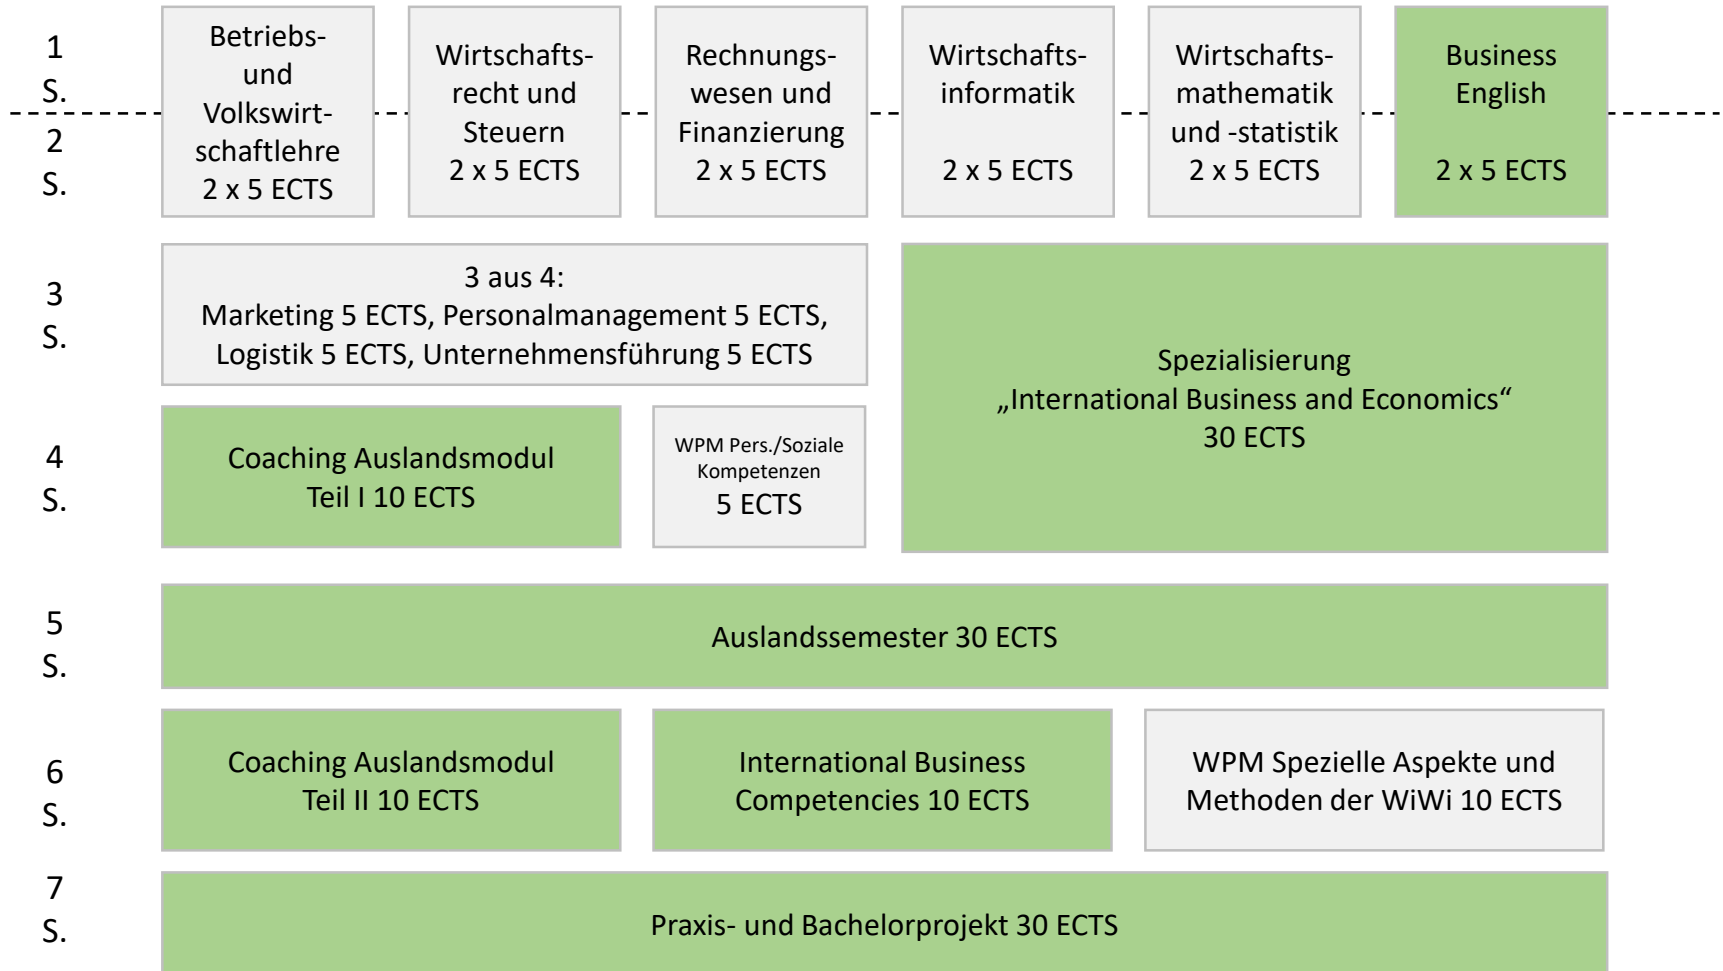 1
S.
2
S.
Betriebs-
und
Volkswirt-
schaftlehre
2 x 5 ECTS
Wirtschafts-
recht und
Steuern
2 x 5 ECTS
Rechnungs-
wesen und
Finanzierung
2 x 5 ECTS
Wirtschafts-
informatik
2 x 5 ECTS
Wirtschafts-
mathematik
und -statistik
2 x 5 ECTS
Business
English
2 x 5 ECTS
3
S.
3 aus 4:
Marketing 5 ECTS, Personalmanagement 5 ECTS,
Logistik 5 ECTS, Unternehmensführung 5 ECTS
Spezialisierung
„International Business and Economics“
30 ECTS
4
S.
Coaching Auslandsmodul
Teil I 10 ECTS
WPM Pers./Soziale
Kompetenzen
5 ECTS
5
S.
Auslandssemester 30 ECTS
6
S.
Coaching Auslandsmodul
Teil II 10 ECTS
International Business
Competencies 10 ECTS
WPM Spezielle Aspekte und
Methoden der WiWi 10 ECTS
7
S.
Praxis- und Bachelorprojekt 30 ECTS